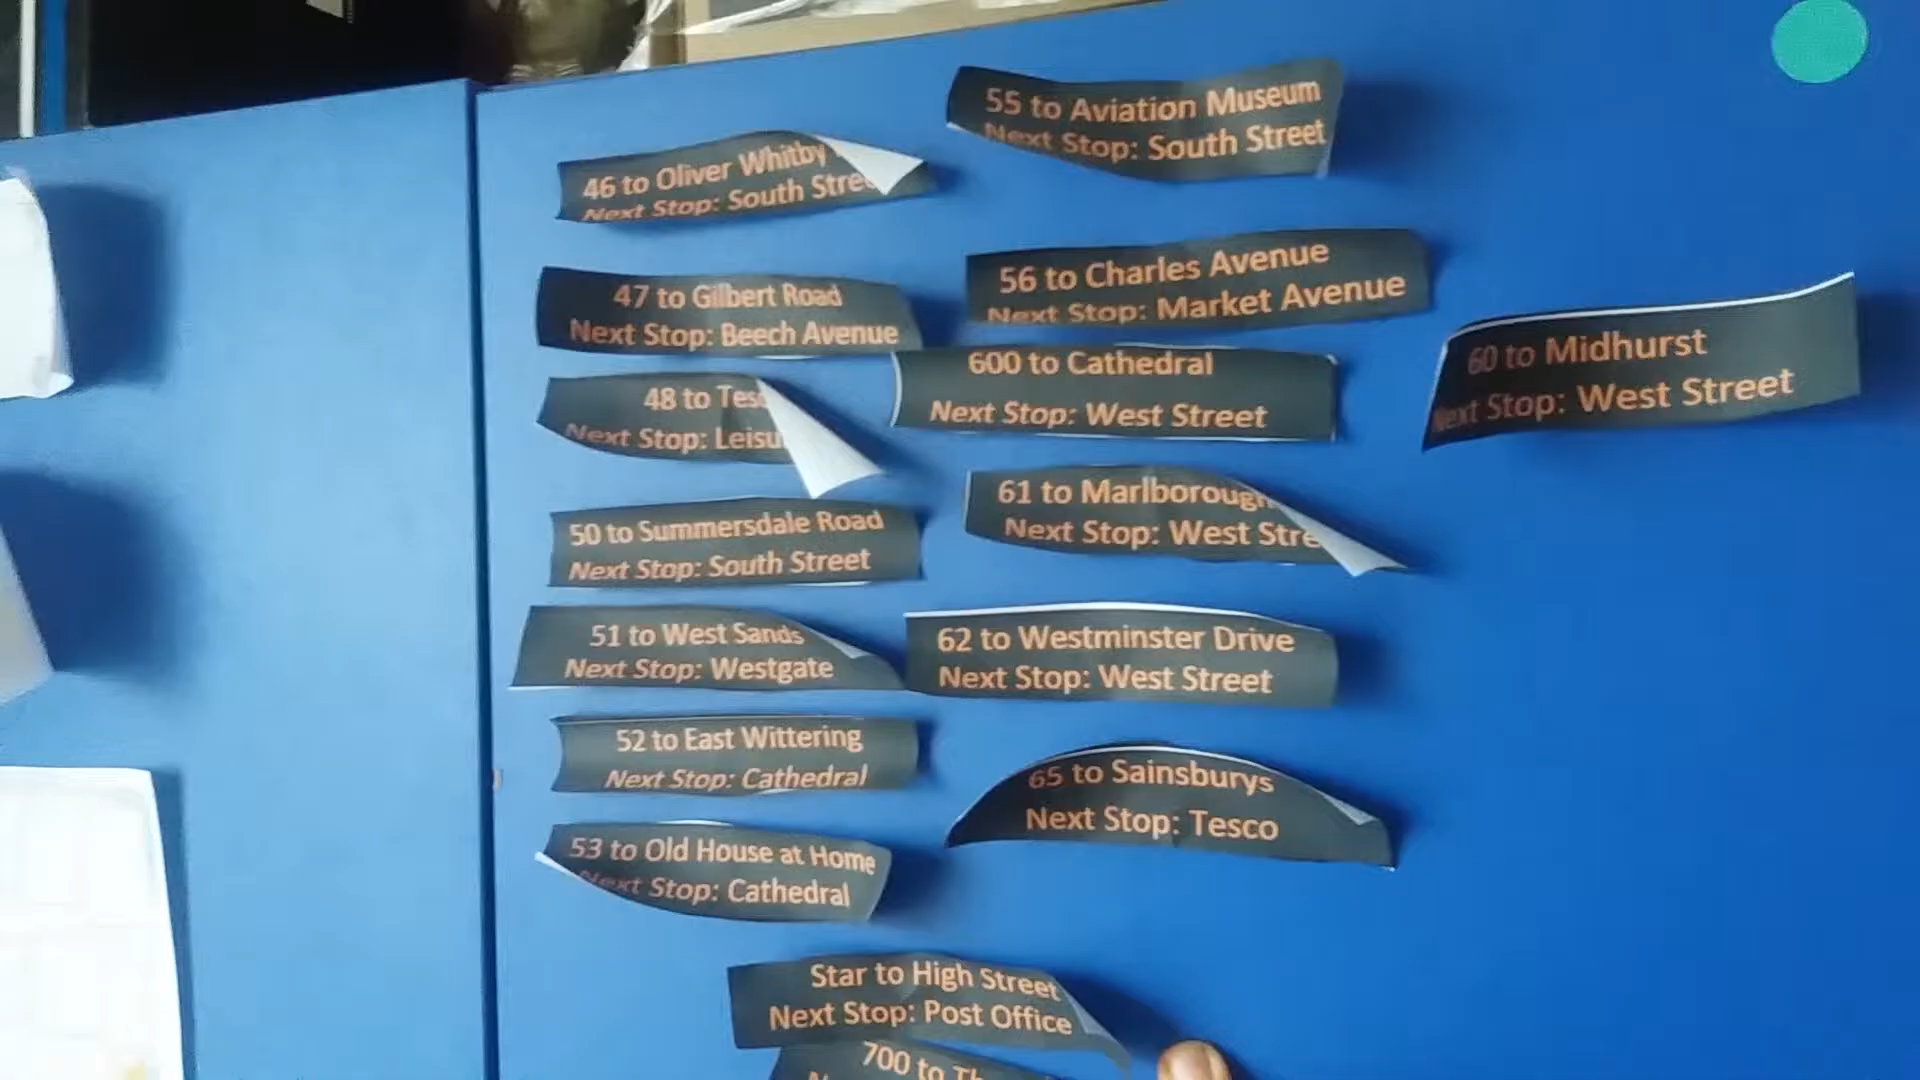 55 to Aviation Museum
Next Stop: South Street
46 to Oliver Whitby
Next Stop: South
47 to Gilbert Road
Next Stop: Beech Avenue
56 to Charles Avenue
Next Stop: Market Avenue
60 to Midhurst
Next Stop: West Street
48 to
Next Stop:
600 to Cathedral
Next Stop: West Street
50 to Summersdale Road
Next Stop: South Street
61 to
Next Stop: West
51 to West Sands
Next Stop: Westgate
62 to Westminster Drive
Next Stop: West Street
52 to East Wittering
Next Stop: Cathedral
65 to Sainsburys
Next Stop: Tesco
53 to Old House at Home
Next Stop: Cathedral
Star to High Street
Next Stop: Post Office
700 to